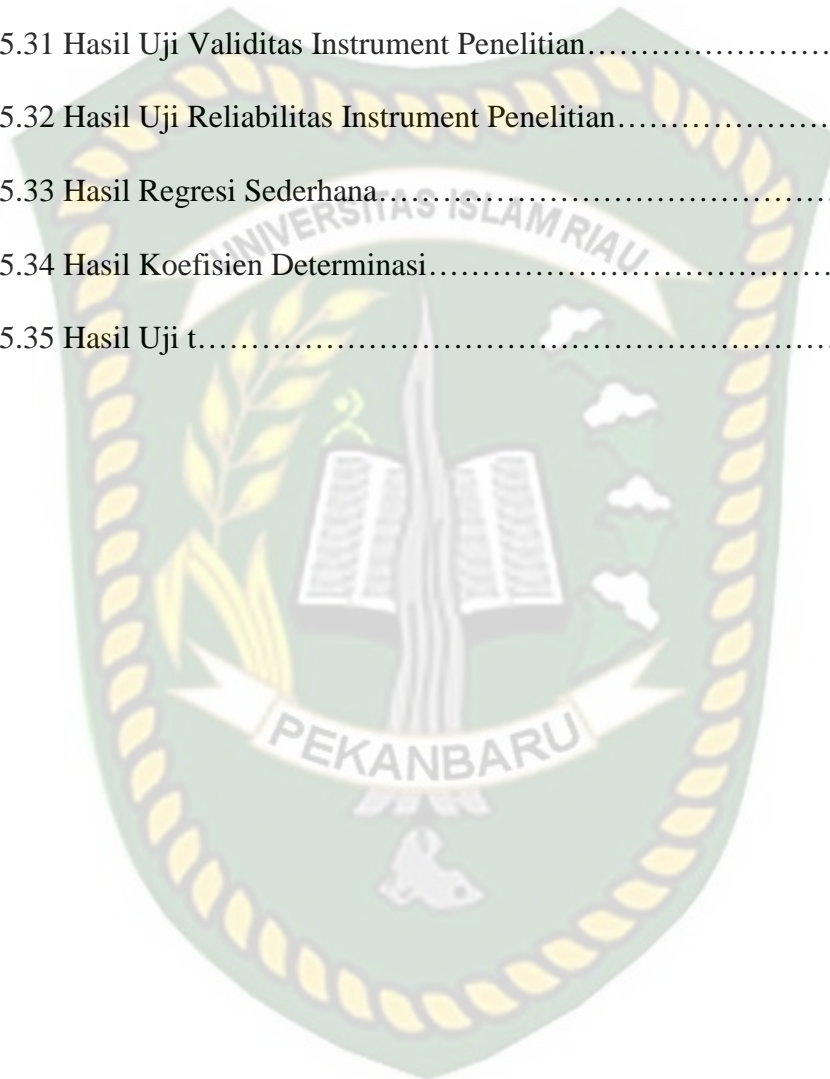 5.31 Hasil Uji Validitas Instrument Penelitian…………………
5.32 Hasil Uji Reliabilitas Instrument Penelitian………………
5.33 Hasil Regresi Sederhana…………………………………
UNIVERSITAS ISLAM RIAU
5.34 Hasil Koefisien Determinasi………………………………
5.35 Hasil Uji t……………………………………………………
PEKANBARU